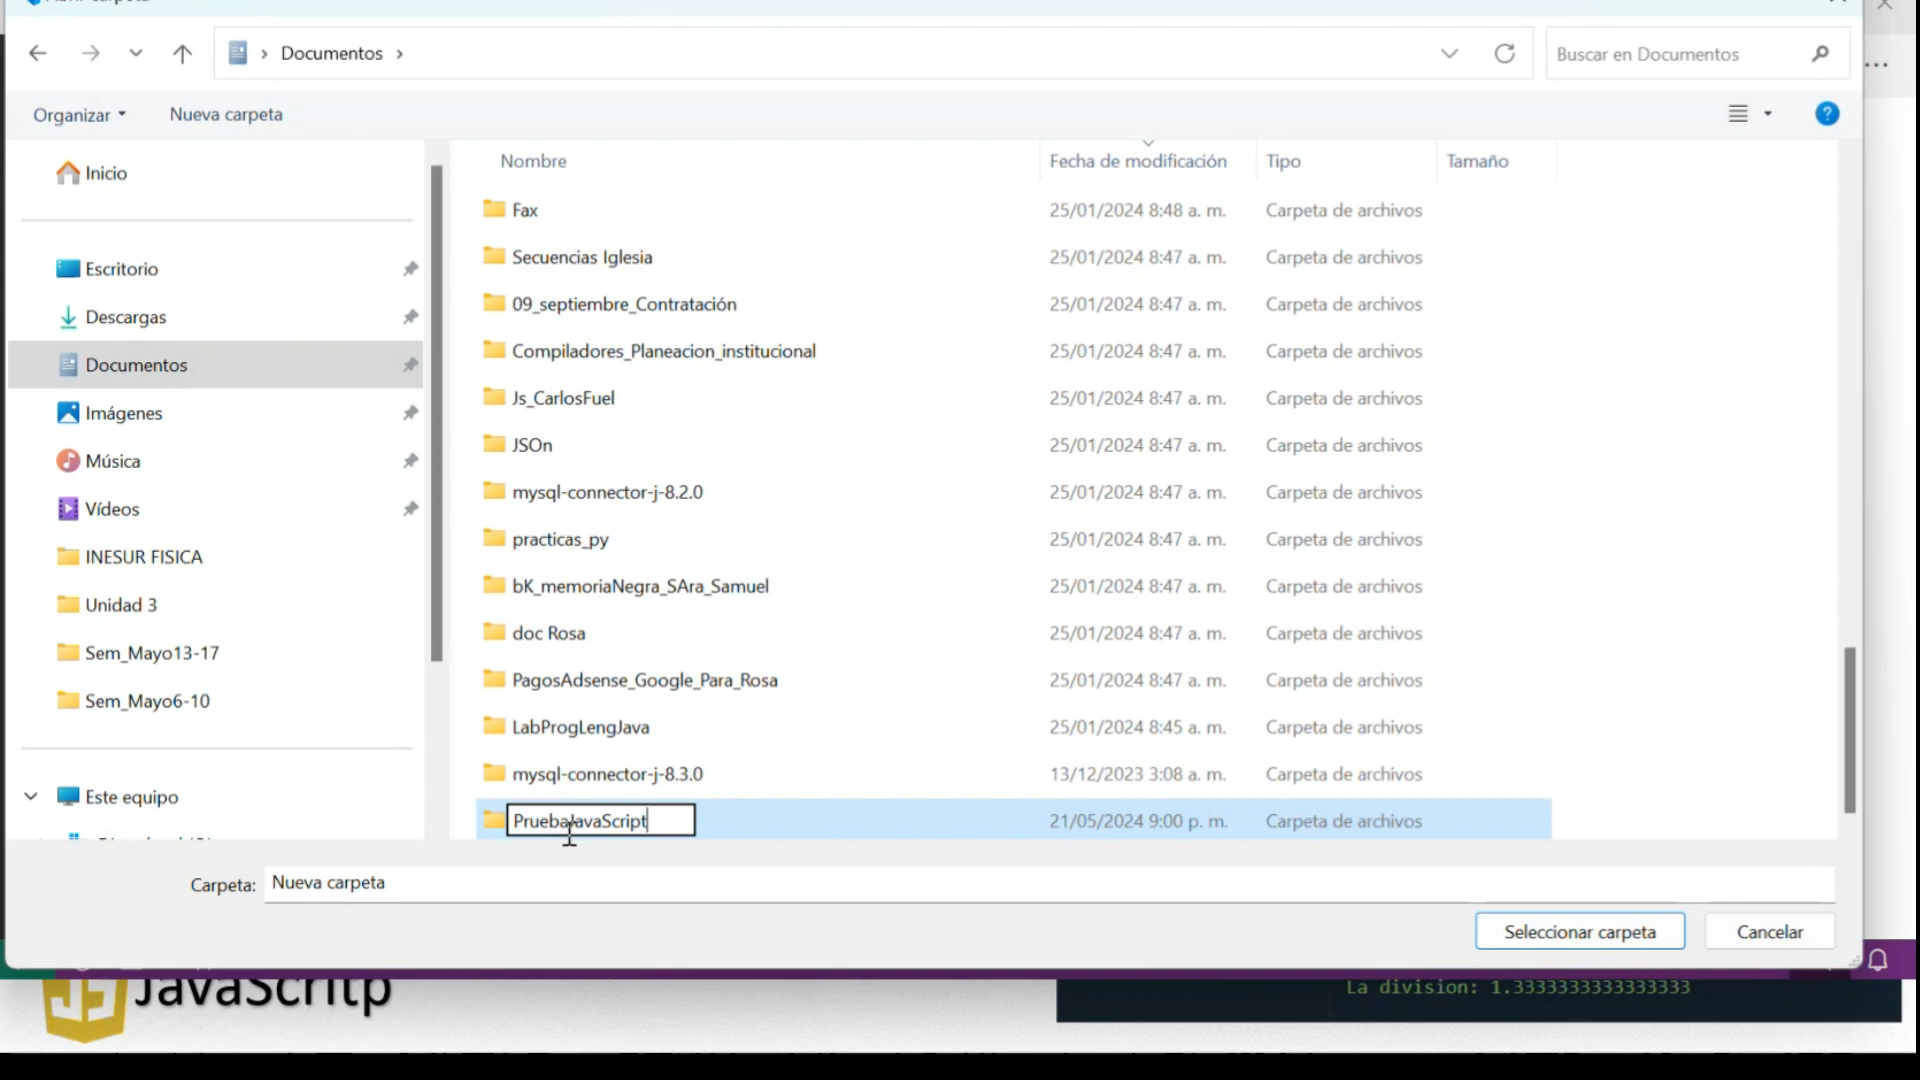 Abrir carpeta
Documentos
Buscar en Documentos
Organizar
Nueva carpeta
Nombre
Fecha de modificación
Tipo
Tamaño
Inicio
Escritorio
Descargas
Documentos
Imágenes
Música
Vídeos
INESUR FISICA
Unidad 3
Sem_Mayo13-17
Sem_Mayo6-10
Este equipo
Fax 25/01/2024 8:48 a. m. Carpeta de archivos
Secuencias Iglesia 25/01/2024 8:47 a. m. Carpeta de archivos
09_septiembre_Contratación 25/01/2024 8:47 a. m. Carpeta de archivos
Compiladores_Planeacion_institucional 25/01/2024 8:47 a. m. Carpeta de archivos
Js_CarlosFuel 25/01/2024 8:47 a. m. Carpeta de archivos
JSOn 25/01/2024 8:47 a. m. Carpeta de archivos
mysql-connector-j-8.2.0 25/01/2024 8:47 a. m. Carpeta de archivos
practicas_py 25/01/2024 8:47 a. m. Carpeta de archivos
bK_memoriaNegra_SAra_Samuel 25/01/2024 8:47 a. m. Carpeta de archivos
doc Rosa 25/01/2024 8:47 a. m. Carpeta de archivos
PagosAdsense_Google_Para_Rosa 25/01/2024 8:47 a. m. Carpeta de archivos
LabProgLengJava 25/01/2024 8:45 a. m. Carpeta de archivos
mysql-connector-j-8.3.0 13/12/2023 3:08 a. m. Carpeta de archivos
PruebaJavaScript 21/05/2024 9:00 p. m. Carpeta de archivos
Carpeta: Nueva carpeta
Seleccionar carpeta
Cancelar
JS JavaScritp
La division: 1.3333333333333333